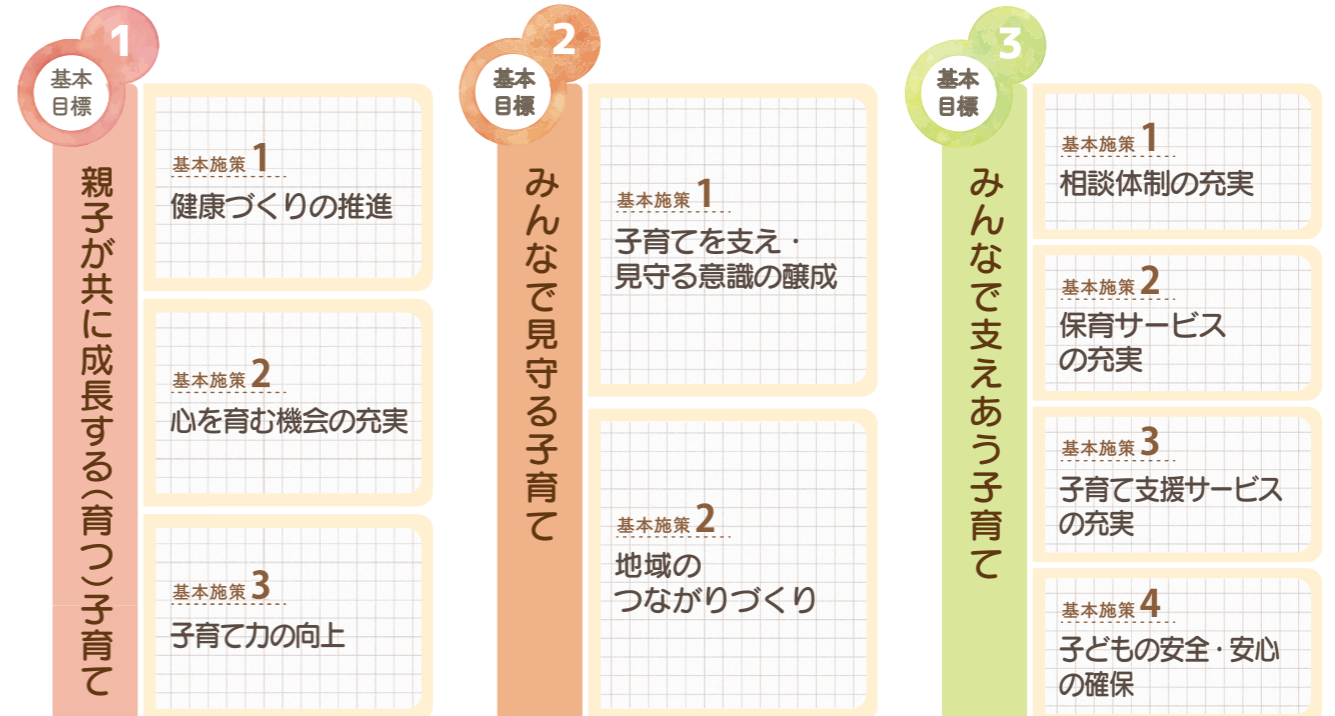 1
基本
目標
親子が共に成長する(育つ)子育て
基本施策1
健康づくりの推進
基本施策2
心を育む機会の充実
基本施策3
子育て力の向上
2
基本
目標
みんなで見守る子育て
基本施策1
子育てを支え・
見守る意識の醸成
基本施策2
地域の
つながりづくり
3
基本
目標
みんなで支えあう子育て
基本施策1
相談体制の充実
基本施策2
保育サービス
の充実
基本施策3
子育て支援サービス
の充実
基本施策4
子どもの安全・安心
の確保